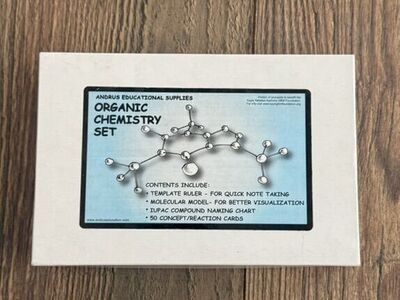 ANDRUS EDUCATIONAL SUPPLIES
ORGANIC
CHEMISTRY
SET
CONTENTS INCLUDE:
• TEMPLATE RULER - FOR QUICK NOTE TAKING
• MOLECULAR MODEL- FOR BETTER VISUALIZATION
• IUPAC COMPOUND NAMING CHART
• 50 CONCEPT/REACTION CARDS